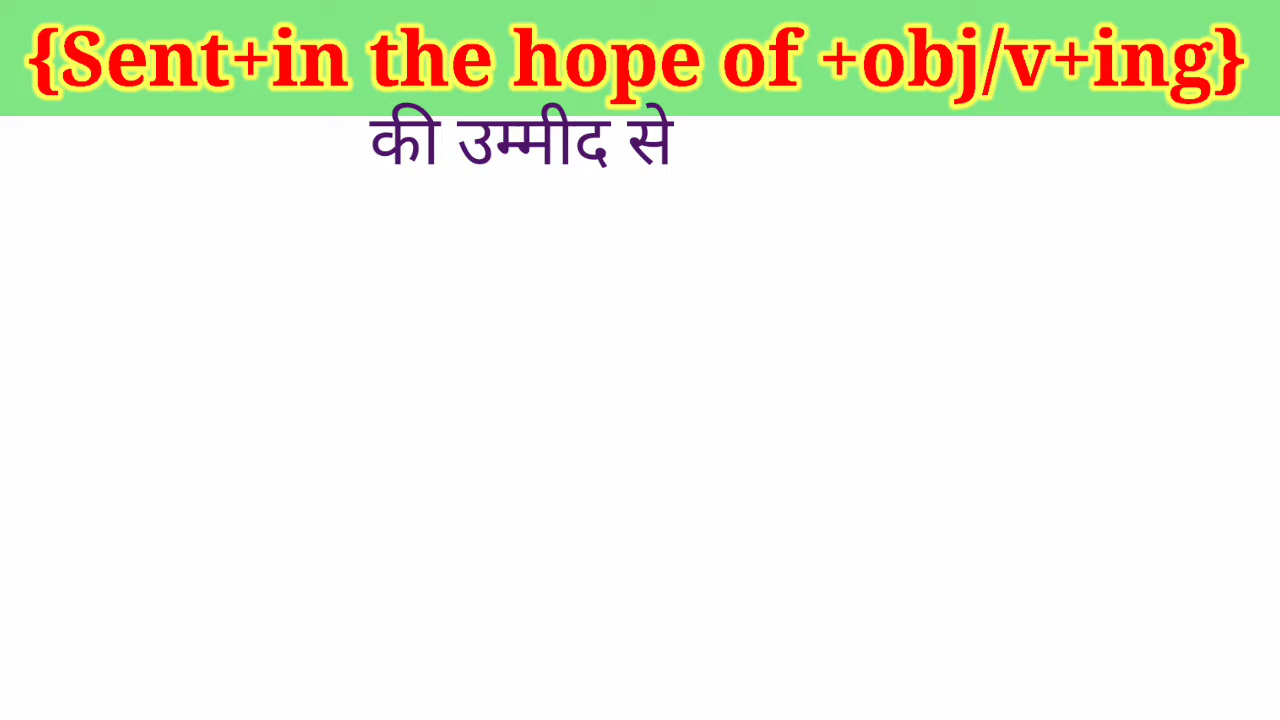 {Sent+in the hope of +obj/v+ing}
की उम्मीद से